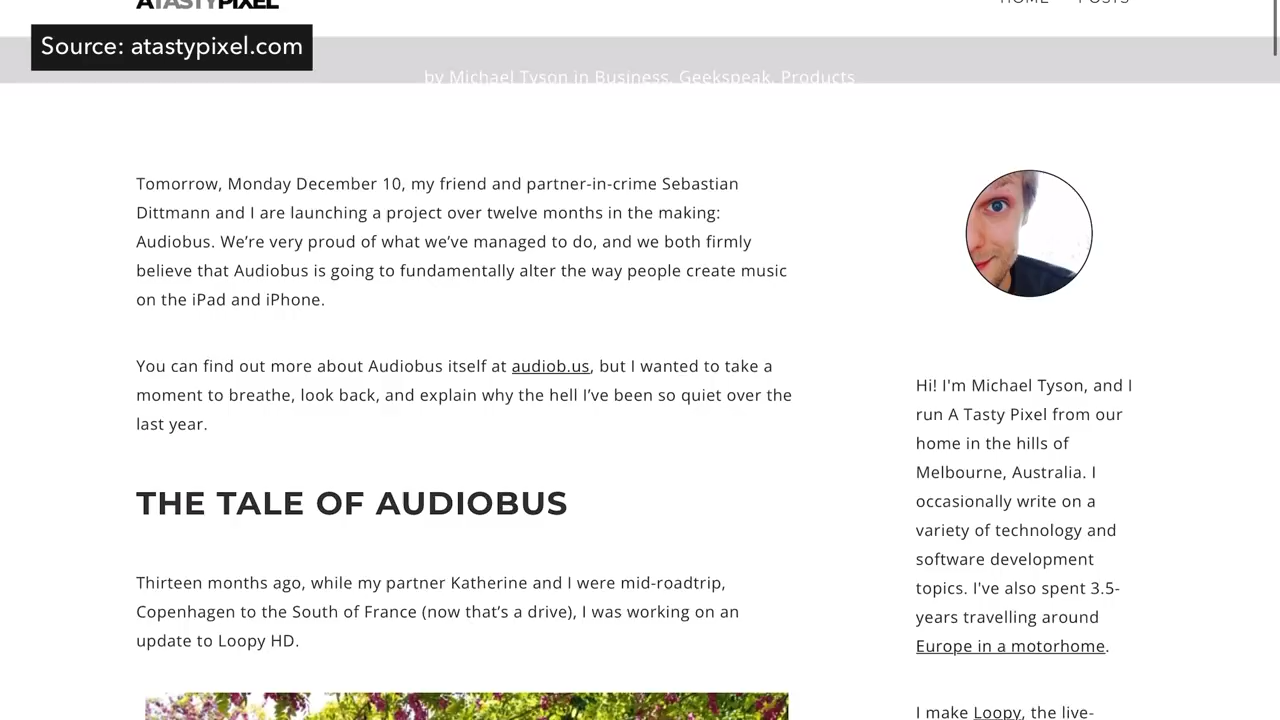 ATASTYPIXEL
HOME POSTS
Source: atastypixel.com
by Michael Tyson in Business, Geekspeak, Products
Tomorrow, Monday December 10, my friend and partner-in-crime Sebastian
Dittmann and I are launching a project over twelve months in the making:
Audiobus. We’re very proud of what we’ve managed to do, and we both firmly
believe that Audiobus is going to fundamentally alter the way people create music
on the iPad and iPhone.
You can find out more about Audiobus itself at audiob.us, but I wanted to take a
moment to breathe, look back, and explain why the hell I’ve been so quiet over the
last year.
THE TALE OF AUDIOBUS
Thirteen months ago, while my partner Katherine and I were mid-roadtrip,
Copenhagen to the South of France (now that’s a drive), I was working on an
update to Loopy HD.
Hi! I'm Michael Tyson, and I
run A Tasty Pixel from our
home in the hills of
Melbourne, Australia. I
occasionally write on a
variety of technology and
software development
topics. I've also spent 3.5-
years travelling around
Europe in a motorhome.
I make Loopy, the live-